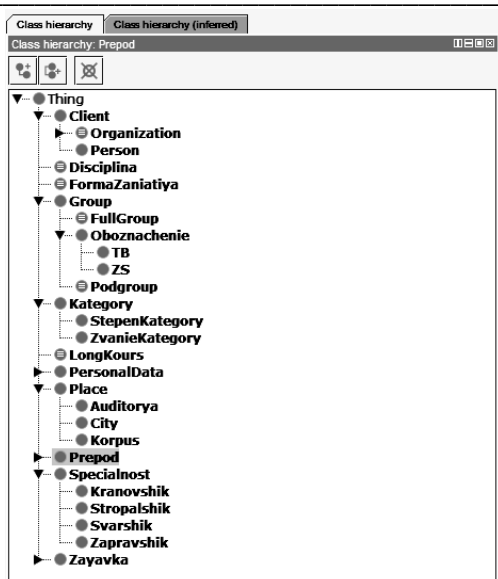 Class hierarchy Class hierarchy (inferred)
Class hierarchy: Prepod
Thing
Client
Organization
Person
Disciplina
FormaZaniatiya
Group
FullGroup
Oboznachenie
TB
ZS
Podgroup
Kategory
StepenKategory
ZvanieKategory
LongKours
PersonalData
Place
Auditorya
City
Korpus
Prepod
Specialnost
Kranovshik
Stropalshik
Svarshik
Zapravshik
Zayavka